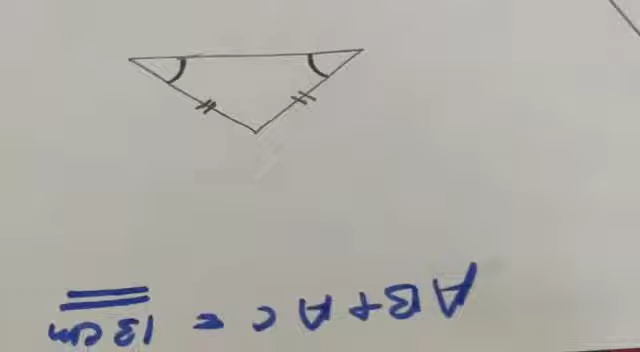 AB + AC = 13 cm